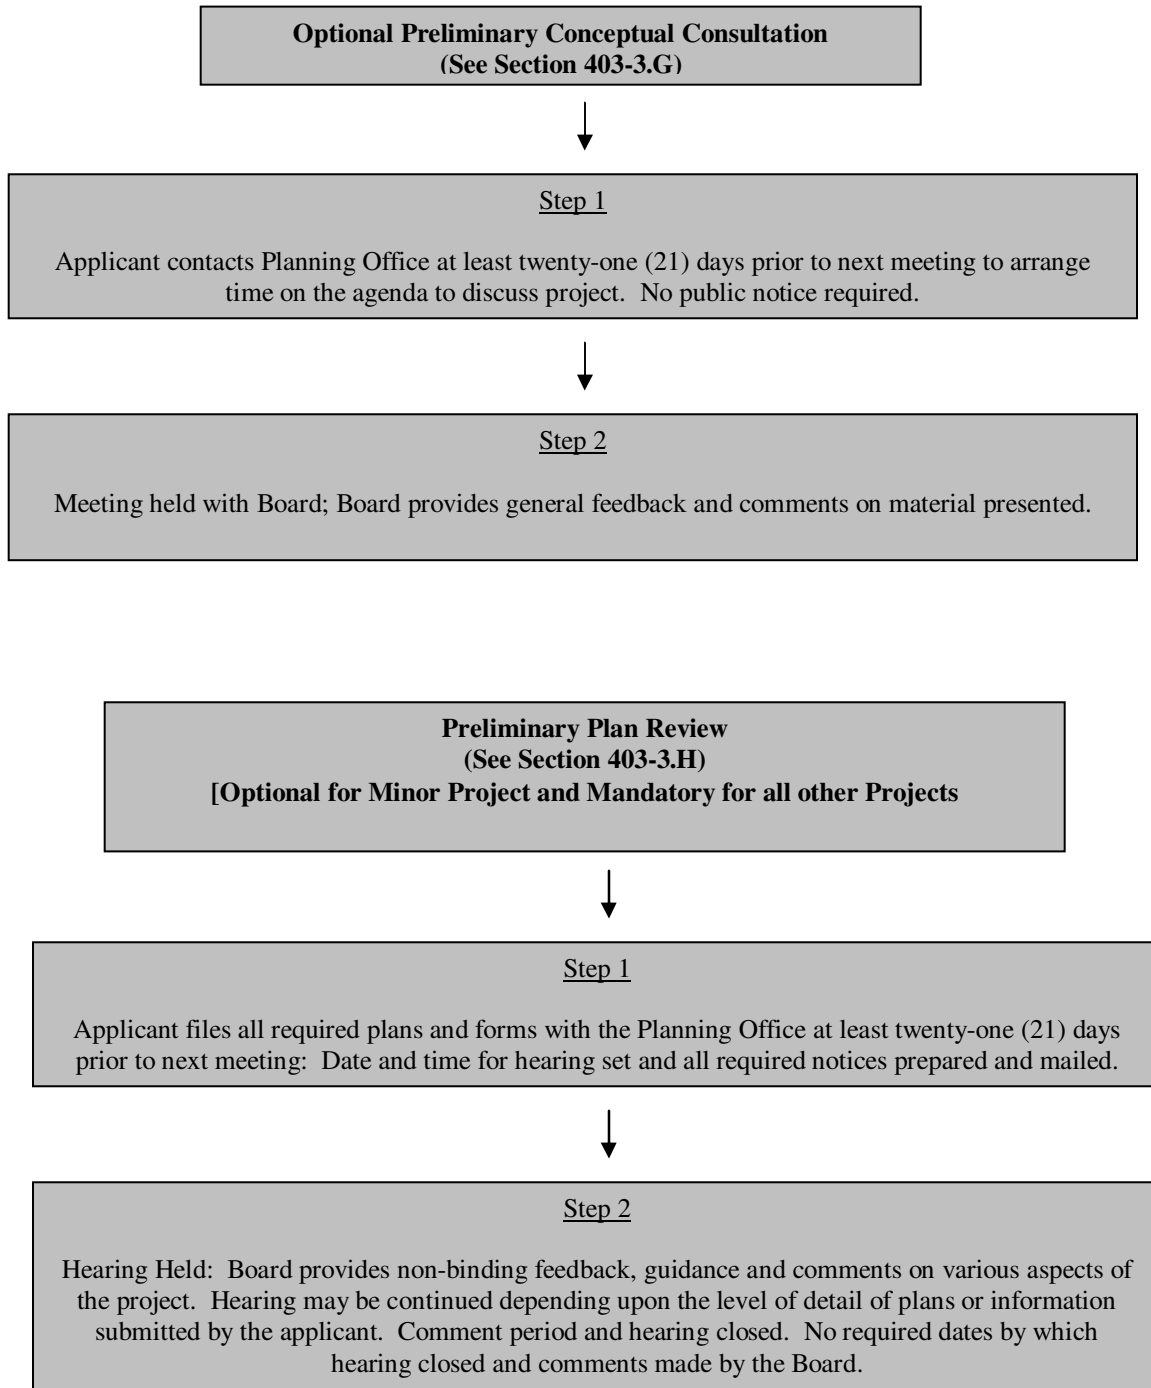 Optional Preliminary Conceptual Consultation
(See Section 403-3.G)
Step 1
Applicant contacts Planning Office at least twenty-one (21) days prior to next meeting to arrange
time on the agenda to discuss project.  No public notice required.
Step 2
Meeting held with Board; Board provides general feedback and comments on material presented.
Preliminary Plan Review
(See Section 403-3.H)
[Optional for Minor Project and Mandatory for all other Projects
Step 1
Applicant files all required plans and forms with the Planning Office at least twenty-one (21) days
prior to next meeting:  Date and time for hearing set and all required notices prepared and mailed.
Step 2
Hearing Held:  Board provides non-binding feedback, guidance and comments on various aspects of
the project.  Hearing may be continued depending upon the level of detail of plans or information
submitted by the applicant.  Comment period and hearing closed.  No required dates by which
hearing closed and comments made by the Board.